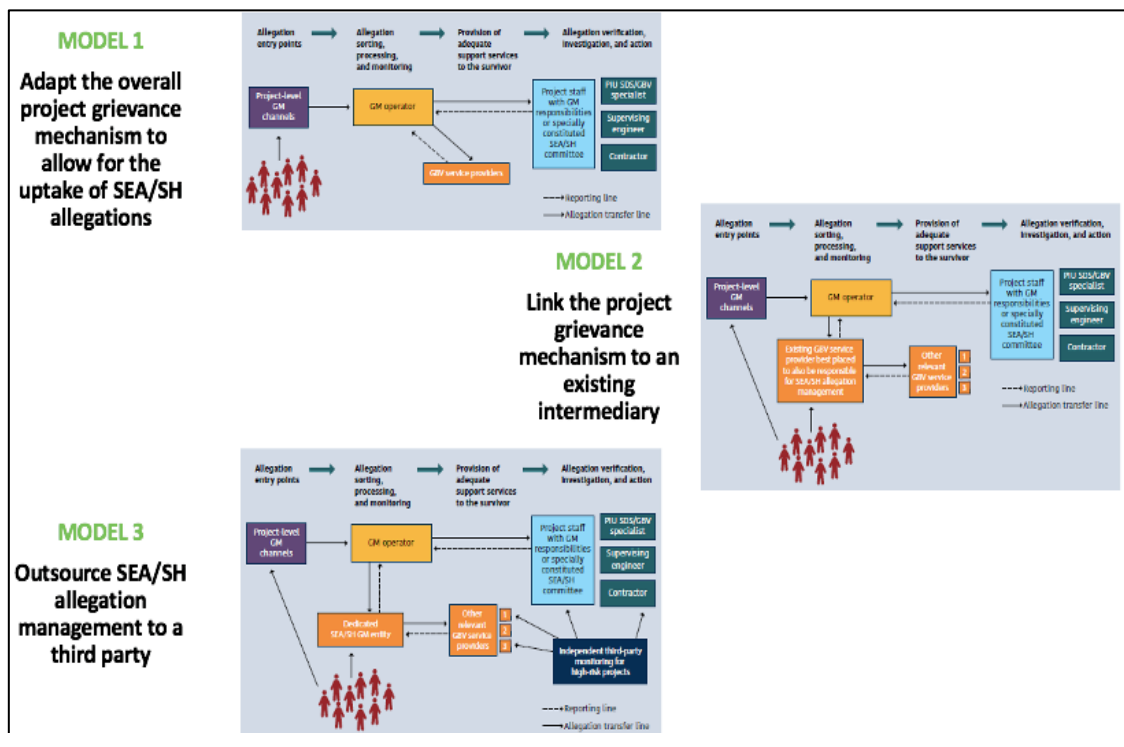 MODEL 1
Adapt the overall
project grievance
mechanism to
allow for the
uptake of SEA/SH
allegations
Allegation
entry points
Allegation
sorting,
processing,
and monitoring
Provision of
adequate
support services
to the survivor
Allegation verification,
investigation, and action
Project-level
GM
channels
GM operator
GBV service providers
Project staff
with GM
responsibilities
or specially
constituted
SEA/SH
committee
PIU SDS/GBV
specialist
Supervising
engineer
Contractor
Reporting line
Allegation transfer line
MODEL 2
Link the project
grievance
mechanism to an
existing
intermediary
Allegation
entry points
Allegation
sorting,
processing,
and monitoring
Provision of
adequate
support services
to the survivor
Allegation verification,
investigation, and action
Project-level
GM
channels
GM operator
Existing GBV service
provider best placed
to also be responsible
for SEA/SH allegation
management
Other
relevant
GBV service
providers
1
2
3
Project staff
with GM
responsibilities
or specially
constituted
SEA/SH
committee
PIU SDS/GBV
specialist
Supervising
engineer
Contractor
Reporting line
Allegation transfer line
MODEL 3
Outsource SEA/SH
allegation
management to a
third party
Allegation
entry points
Allegation
sorting,
processing,
and monitoring
Provision of
adequate
support services
to the survivor
Allegation verification,
investigation, and action
Project-level
GM
channels
GM operator
Dedicated
SEA/SH GM entity
Other
relevant
GBV service
providers
1
2
3
Project staff
with GM
responsibilities
or specially
constituted
SEA/SH
committee
PIU SDS/GBV
specialist
Supervising
engineer
Contractor
Independent third-party
monitoring for
high-risk projects
Reporting line
Allegation transfer line